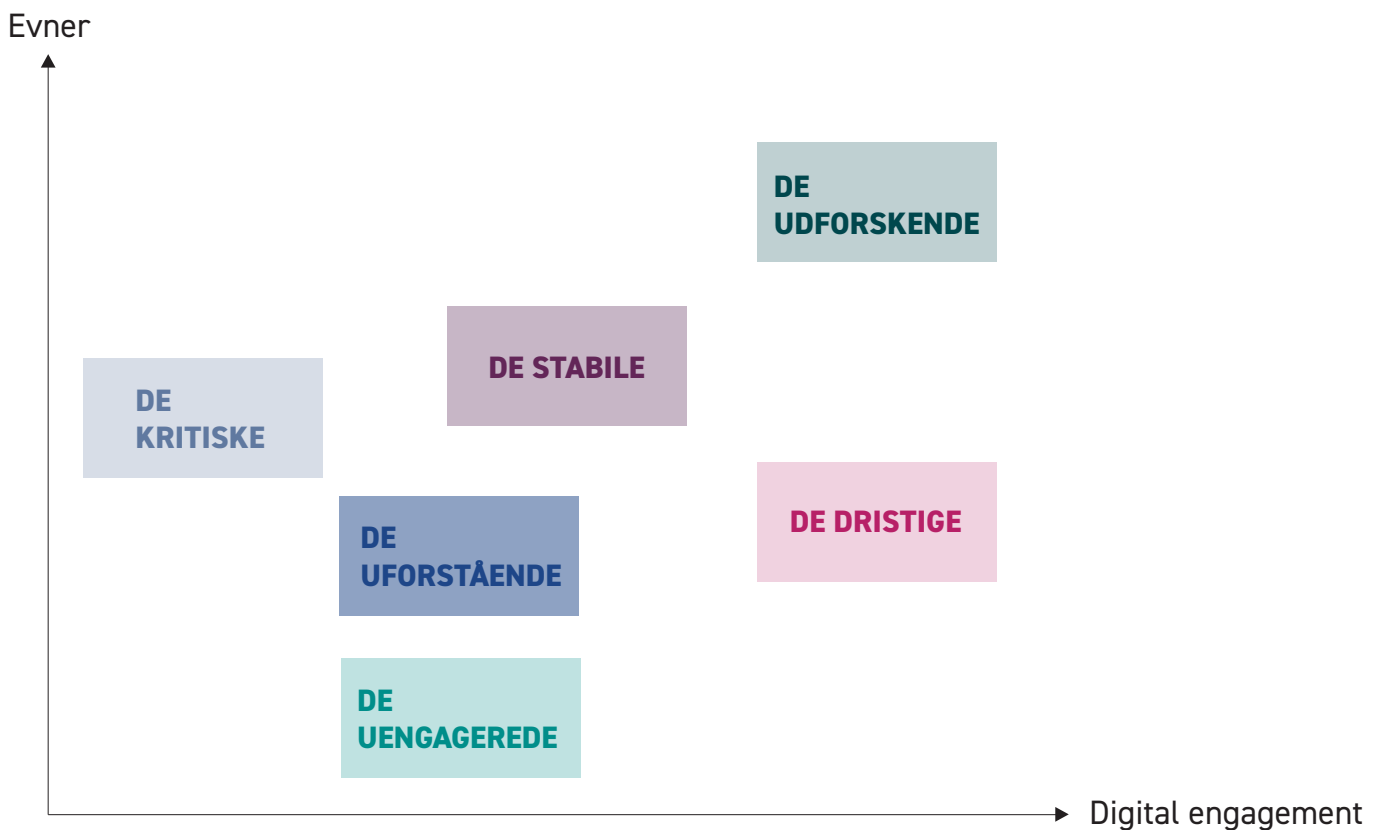 Evner
DE
UDFORSKENDE
DE STABILE
DE
KRITISKE
DE DRISTIGE
DE
UFORSTÅENDE
DE
UENGAGEREDE
Digital engagement